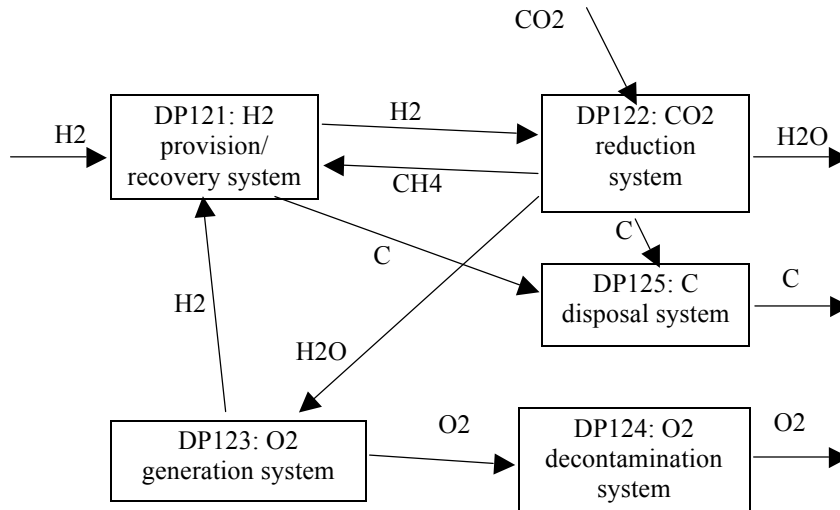 CO2
H2
DP121: H2
provision/
recovery system
H2
CH4
DP122: CO2
reduction
system
H2O
C
C
DP125: C
disposal system
C
H2
H2O
DP123: O2
generation system
O2
DP124: O2
decontamination
system
O2